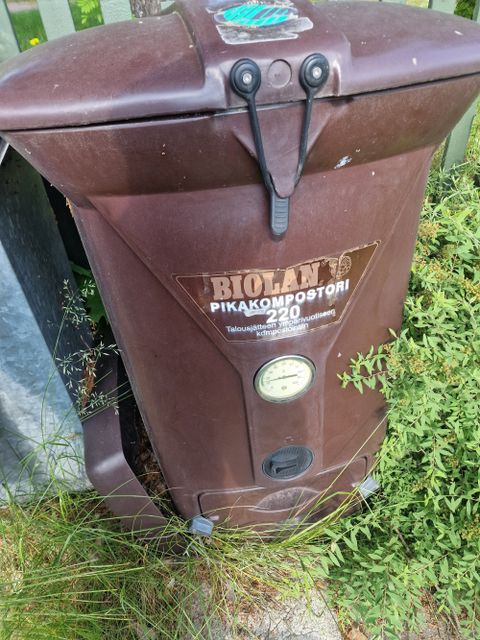 BIOLAN
PIKAKOMPOSTORI
220
Talousjätteen ympärivuotiseen
kompostointiin